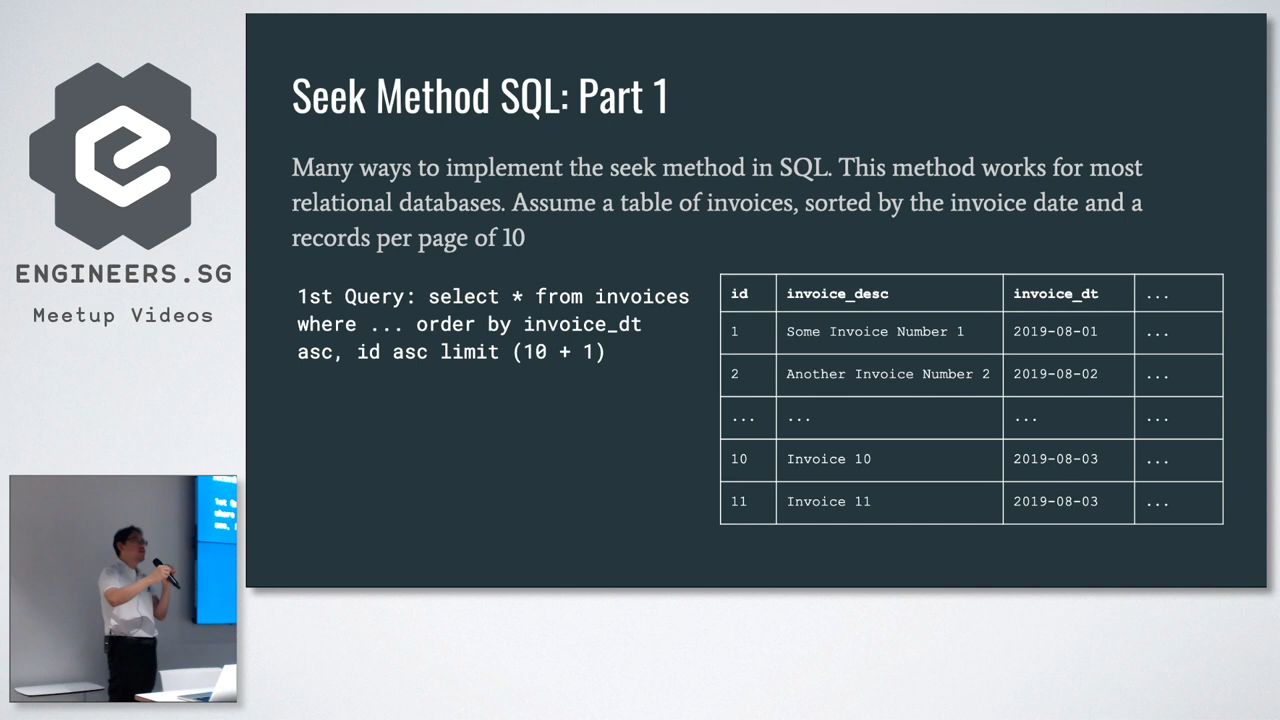 Seek Method SQL: Part 1
Many ways to implement the seek method in SQL. This method works for most
relational databases. Assume a table of invoices, sorted by the invoice date and a
records per page of 10
1st Query: select * from invoices
where ... order by invoice_dt
asc, id asc limit (10 + 1)
id invoice_desc invoice_dt ...
1 Some Invoice Number 1 2019-08-01 ...
2 Another Invoice Number 2 2019-08-02 ...
... ... ... ...
10 Invoice 10 2019-08-03 ...
11 Invoice 11 2019-08-03 ...
ENGINEERS.SG
Meetup Videos
1st Qu
where